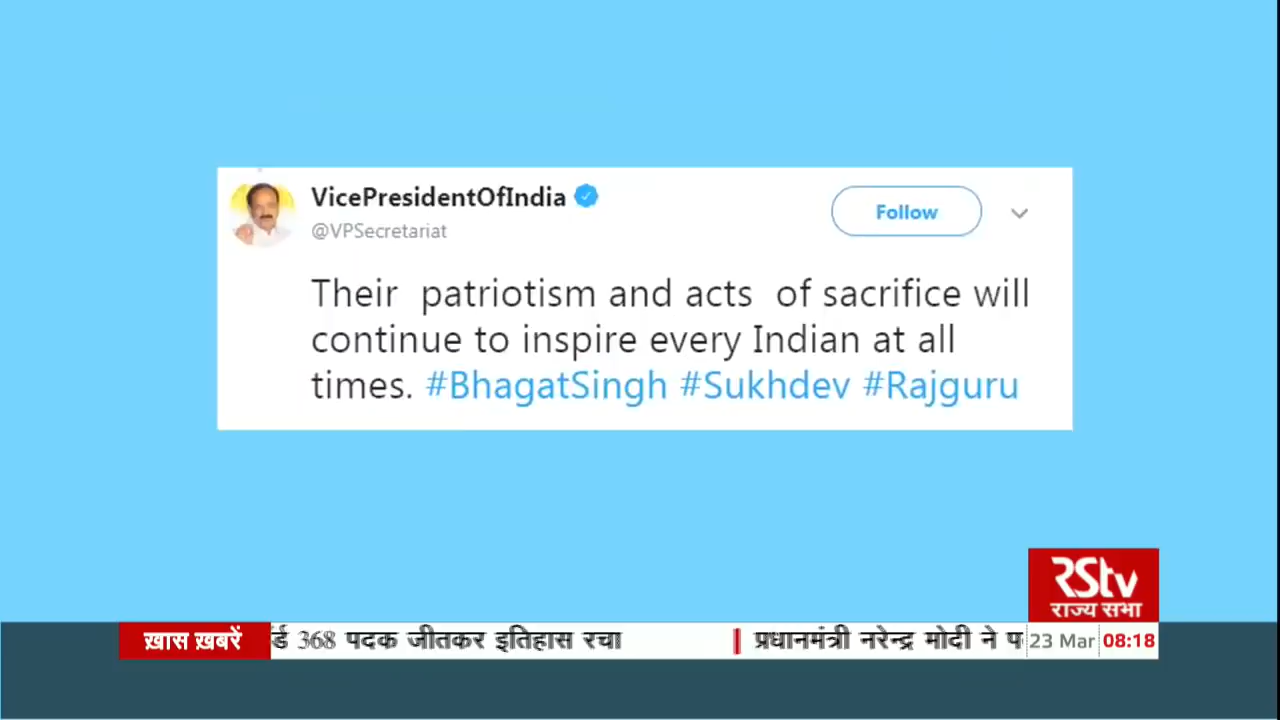 VicePresidentOfIndia
@VPSecretariat
Follow
Their patriotism and acts of sacrifice will
continue to inspire every Indian at all
times. #BhagatSingh #Sukhdev #Rajguru
RStv
राज्य सभा
ख़ास ख़बरें
368 पदक जीतकर इतिहास रचा
प्रधानमंत्री नरेन्द्र मोदी ने
23 Mar
08:18